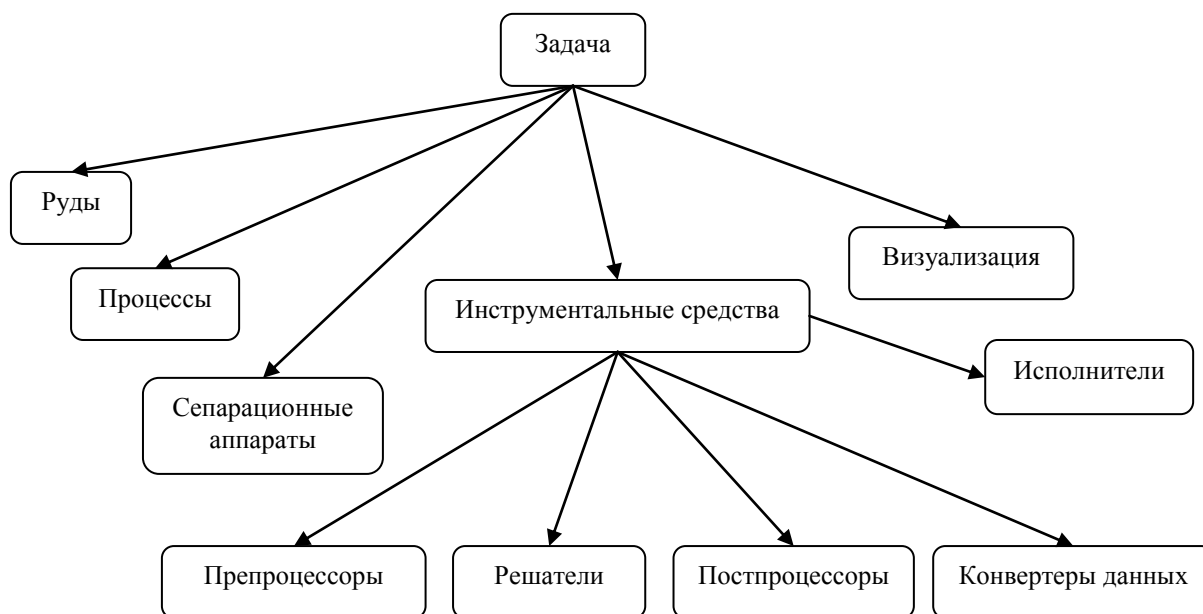 Задача
Руды
Визуализация
Процессы
Инструментальные средства
Исполнители
Сепарационные
аппараты
Препроцессоры
Решатели
Постпроцессоры
Конвертеры данных